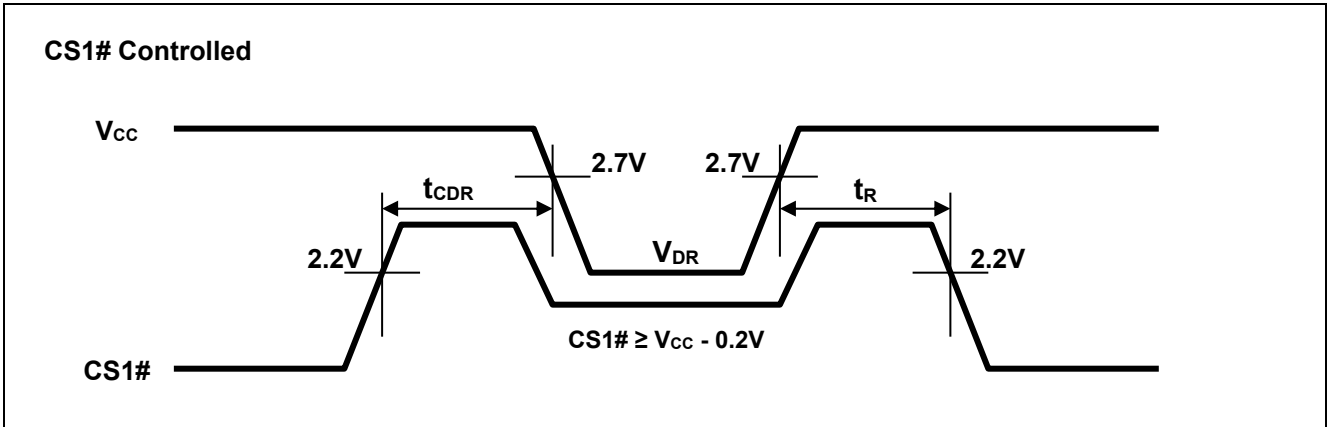 CS1# Controlled
VCC
2.7V
2.7V
tCDR
tR
2.2V
VDR
2.2V
CS1# ≥ VCC - 0.2V
CS1#